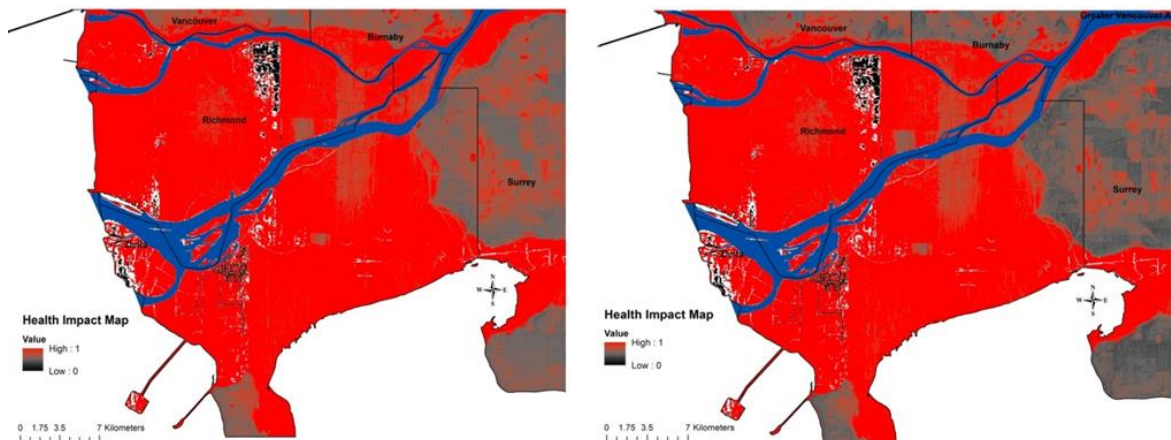 Vancouver
Burnaby
Richmond
Surrey
Delta
N
W E
S
Health Impact Map
Value
High : 1
Low : 0
0 1.75 3.5 7 Kilometers
Greater Vancouver
Vancouver
Burnaby
Richmond
Surrey
Delta
N
W E
S
Health Impact Map
Value
High : 1
Low : 0
0 1.75 3.5 7 Kilometers